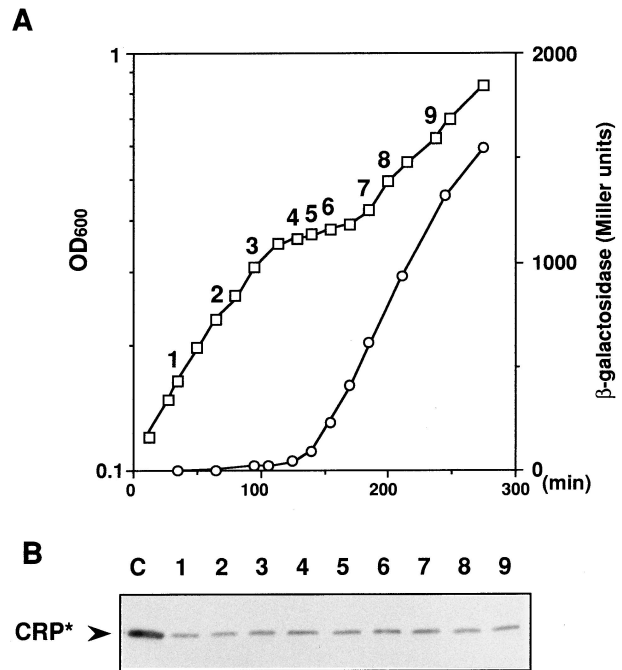 A
1
2000
9
8
7
4 5 6
3
2
1
OD600
1000
β-galactosidase (Miller units)
0.1
0
0 100 200 300 (min)
B
C 1 2 3 4 5 6 7 8 9
CRP*